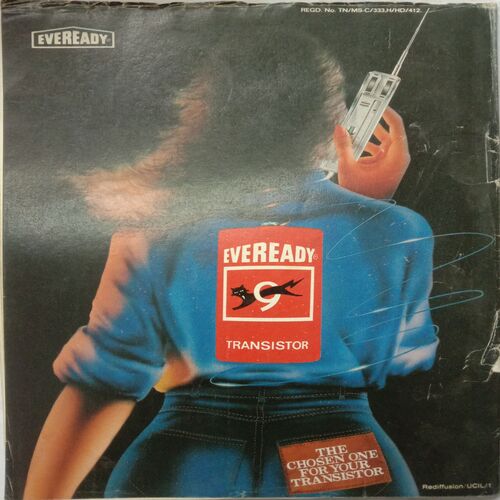 REGD. No. TN/MS-C/333,H/HD/412.
EVEREADY
EVEREADY
9
TRANSISTOR
THE
CHOSEN ONE
FOR YOUR
TRANSISTOR
Rediffusion/UCIL/1